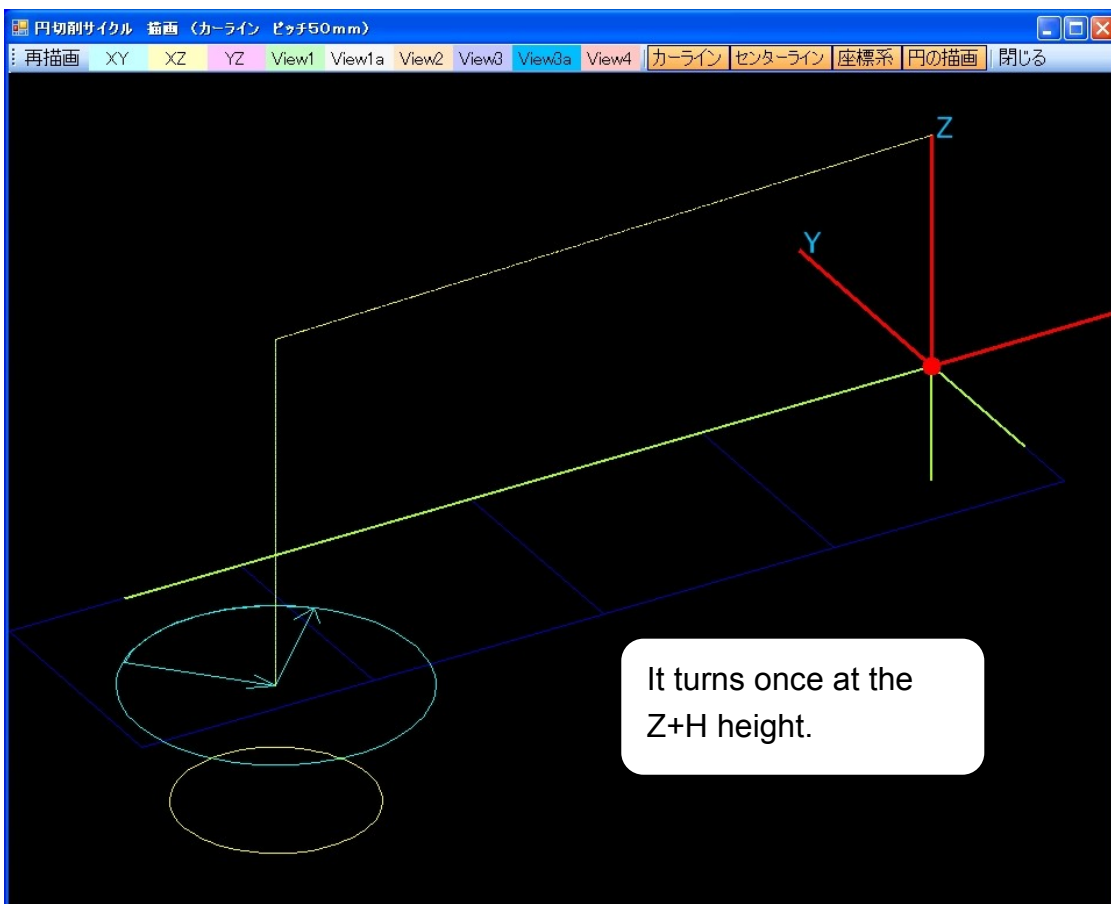 円切削サイクル 描画 (カーライン ピッチ50mm)
再描画 XY XZ YZ View1 View1a View2 View3 View3a View4 カーライン センターライン 座標系 円の描画 閉じる
Z
Y
It turns once at the
Z+H height.